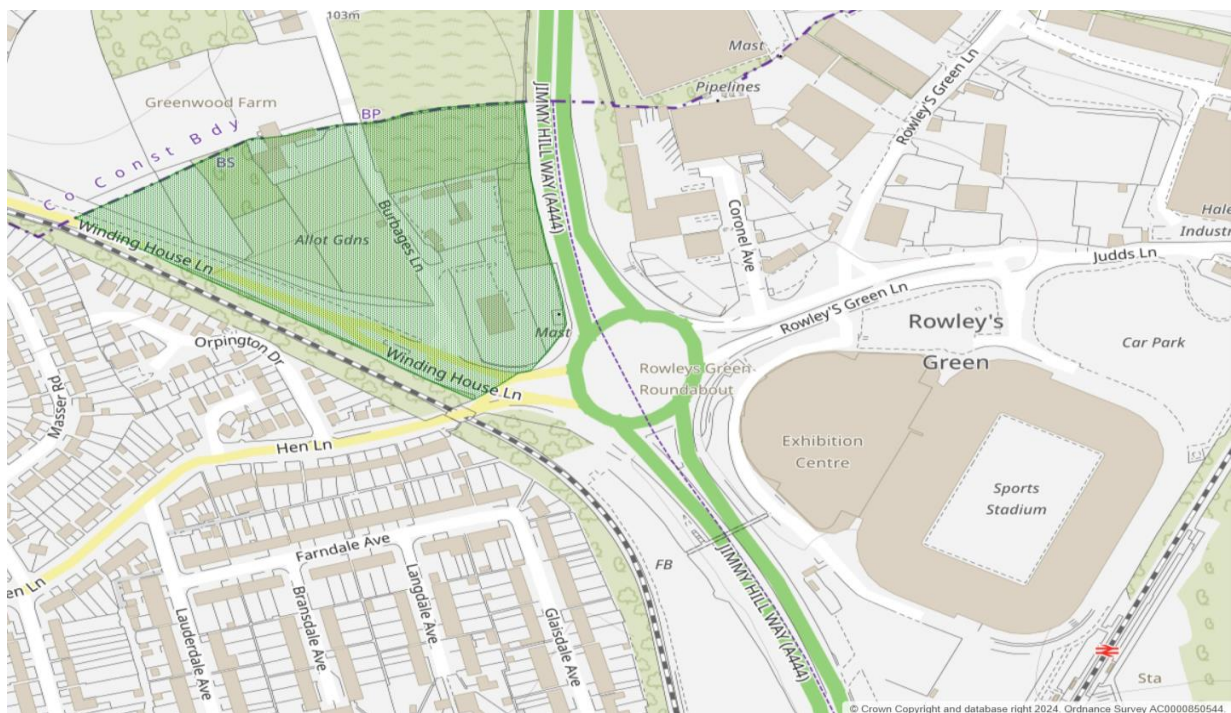 103m
Mast
Pipelines
Greenwood Farm
BP
Co Const Bdy
BS
JIMMY HILL WAY (A444)
Rowley'S Green Ln
Burbages Ln
Allot Gdns
Winding House Ln
Coronel Ave
Hale
Industr
Judds Ln
Rowley'S Green Ln
Rowley's
Green
Car Park
Mast
Orpington Dr
Winding House Ln
Rowleys Green
Roundabout
Masser Rd
Hen Ln
Exhibition
Centre
Sports
Stadium
Farndale Ave
FB
en Ln
Lauderdale Ave
Bransdale Ave
Langdale Ave
Glaisdale Ave
JIMMY HILL WAY (A444)
Sta
© Crown Copyright and database right 2024. Ordnance Survey AC0000850544